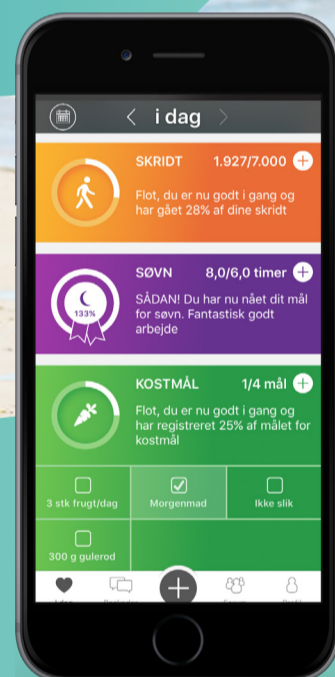 i dag
SKRIDT 1.927/7.000
Flot, du er nu godt i gang og
har gået 28% af dine skridt
SØVN 8,0/6,0 timer
133%
SÅDAN! Du har nu nået dit mål
for søvn. Fantastisk godt
arbejde
KOSTMÅL 1/4 mål
Flot, du er nu godt i gang og
har registreret 25% af målet for
kostmål
3 stk frugt/dag Morgenmad Ikke slik
300 g gulerod